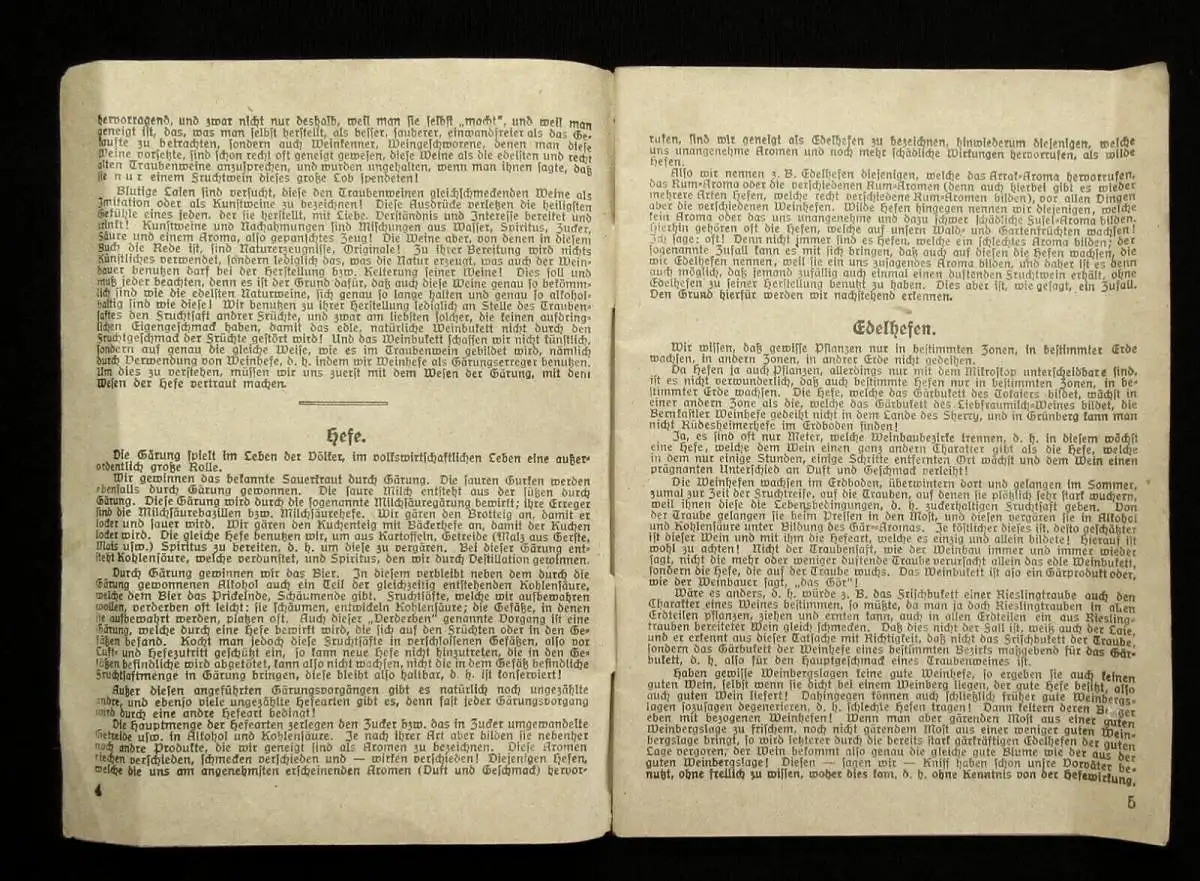 hervorragend, und zwar nicht nur deshalb, weil man sie selbst „macht", und weil man
geneigt ist, das, was man selbst herstellt, als besser, sauberer, einwandfreier als das Ge-
kaufte zu betrachten, sondern auch Weinkenner, Weingeschworene, denen man diese
Weine vorsetzte, sind schon recht oft geneigt gewesen, diese Weine als die edelsten und recht
alten Traubenweine anzusprechen, und wurden ungehalten, wenn man ihnen sagte, daß
sie nur einem Fruchtwein dieses große Lob spendeten!
Blutige Laien sind versucht, diese den Traubenweinen gleichschmeckenden Weine als
Imitation oder als Kunstweine zu bezeichnen! Diese Ausdrücke verletzen die heiligsten
Gefühle eines jeden, der sie herstellt, mit Liebe, Verständnis und Interesse bereitet und
trinkt! Kunstweine und Nachahmungen sind Mischungen aus Wasser, Spiritus, Zucker,
Säure und einem Aroma, also gepanschtes Zeug! Die Weine aber, von denen in diesem
Buch die Rede ist, sind Naturerzeugnisse, Originale! Zu ihrer Bereitung wird nichts
Künstliches verwendet, sondern lediglich das, was die Natur erzeugt, was auch der Wein-
bauer benutzen darf bei der Herstellung bzw. Kelterung seiner Weine! Dies soll und
muß jeder beachten, denn es ist der Grund dafür, daß auch diese Weine genau so bekömm-
lich sind wie die edelsten Naturweine, sich genau so lange halten und genau so alkohol-
haltig sind wie diese! Wir benutzen zu ihrer Herstellung lediglich an Stelle des Trauben-
saftes den Fruchtsaft andrer Früchte, und zwar am liebsten solcher, die keinen aufdring-
lichen Eigengeschmack haben, damit das edle, natürliche Weinbukett nicht durch den
Fruchtgeschmack der Früchte gestört wird! Und das Weinbukett schaffen wir nicht künstlich,
sondern auf genau die gleiche Weise, wie es im Traubenwein gebildet wird, nämlich
durch Verwendung von Weinhefe, d. h. indem wir Weinhefe als Gärungserreger benutzen.
Um dies zu verstehen, müssen wir uns zuerst mit dem Wesen der Gärung, mit dem
Wesen der Hefe vertraut machen.
Hefe.
Die Gärung spielt im Leben der Völker, im volkswirtschaftlichen Leben eine außer-
ordentlich große Rolle.
Wir gewinnen das bekannte Sauerkraut durch Gärung. Die sauren Gurken werden
ebenfalls durch Gärung gewonnen. Die saure Milch entsteht aus der süßen durch
Gärung. Diese Gärung wird durch die sogenannte Milchsäuregärung bewirkt; ihre Erreger
sind die Milchsäurebazillen bzw. Milchsäurehefe. Wir gären den Brotteig an, damit er
locker und sauer wird. Wir gären den Kuchenteig mit Bäckerhefe an, damit der Kuchen
locker wird. Die gleiche Hefe benutzen wir, um aus Kartoffeln, Getreide (Malz aus Gerste,
Mais usw.) Spiritus zu bereiten, d. h. um diese zu vergären. Bei dieser Gärung ent-
steht Kohlensäure, welche verdunstet, und Spiritus, den wir durch Destillation gewinnen.
Durch Gärung gewinnen wir das Bier. In diesem verbleibt neben dem durch die
Gärung gewonnenen Alkohol auch ein Teil der gleichzeitig entstehenden Kohlensäure,
welche dem Bier das Prickelnde, Schäumende gibt. Fruchtsäfte, welche wir aufbewahren
wollen, verderben oft leicht; sie schäumen, entwickeln Kohlensäure; die Gefäße, in denen
sie aufbewahrt werden, platzen oft. Auch dieser „Verderben" genannte Vorgang ist eine
Gärung, welche durch eine Hefe bewirkt wird, die sich auf den Früchten oder in den Ge-
fäßen befand. Kocht man jedoch diese Fruchtsäfte in verschlossenen Gefäßen, also vor
Luft- und Hefezutritt geschützt ein, so kann neue Hefe nicht hinzutreten, die in den Ge-
fäßen befindliche wird abgetötet, kann also nicht wachsen, nicht die in dem Gefäß befindliche
Fruchtsaftmenge in Gärung bringen, diese bleibt also haltbar, d. h. ist konserviert!
Außer diesen angeführten Gärungsvorgängen gibt es natürlich noch ungezählte
andre, und ebenso viele ungezählte Hefearten gibt es, denn fast jeder Gärungsvorgang
wird durch eine andre Hefeart bedingt!
Die Hauptmenge der Hefearten zerlegen den Zucker bzw. das in Zucker umgewandelte
Getreide usw. in Alkohol und Kohlensäure. Je nach ihrer Art aber bilden sie nebenher
noch andre Produkte, die wir geneigt sind als Aromen zu bezeichnen. Diese Aromen
riechen verschieden, schmecken verschieden und — wirken verschieden! Diejenigen Hefen,
welche die uns am angenehmsten erscheinenden Aromen (Duft und Geschmack) hervor-
4
rufen, sind wir geneigt als Edelhefen zu bezeichnen, hinwiederum diejenigen, welche
uns unangenehme Aromen und noch mehr schädliche Wirkungen hervorrufen, als wilde
Hefen.
Also wir nennen z. B. Edelhefen diejenigen, welche das Arrak-Aroma hervorrufen,
das Rum-Aroma oder die verschiedenen Rum-Aromen (denn auch hierbei gibt es wieder
mehrere Arten Hefen, welche recht verschiedene Rum-Aromen bilden), vor allen Dingen
aber die verschiedenen Weinhefen. Wilde Hefen hingegen nennen wir diejenigen, welche
kein Aroma oder das uns unangenehme und dazu schwer schädliche Fusel-Aroma bilden.
Hierhin gehören oft die Hefen, welche auf unsern Wald- und Gartenfrüchten wachsen!
Ich sage: oft! Denn nicht immer sind es Hefen, welche ein schlechtes Aroma bilden; der
sogenannte Zufall kann es mit sich bringen, daß auch auf diesen die Hefen wachsen, die
wir Edelhefen nennen, weil sie ein uns zusagendes Aroma bilden, und daher ist es denn
auch möglich, daß jemand zufällig auch einmal einen duftenden Fruchtwein erhält, ohne
Edelhefen zu seiner Herstellung benutzt zu haben. Dies aber ist, wie gesagt, ein Zufall.
Den Grund hierfür werden wir nachstehend erkennen.
Edelhefen.
Wir wissen, daß gewisse Pflanzen nur in bestimmten Zonen, in bestimmter Erde
wachsen, in andern Zonen, in andrer Erde nicht gedeihen.
Da Hefen ja auch Pflanzen, allerdings nur mit dem Mikroskop unterscheidbare sind,
ist es nicht verwunderlich, daß auch bestimmte Hefen nur in bestimmten Zonen, in be-
stimmter Erde wachsen. Die Hefe, welche das Gärbukett des Tokaiers bildet, wächst in
einer andern Zone als die, welche das Gärbukett des Liebfraumilch-Weines bildet, die
Bernkastler Weinhefe gedeiht nicht in dem Lande des Sherry, und in Grünberg kann man
nicht Rüdesheimerhefe im Erdboden finden!
Ja, es sind oft nur Meter, welche Weinbaubezirke trennen, d. h. in diesem wächst
eine Hefe, welche dem Wein einen ganz andern Charakter gibt als die Hefe, welche
in dem nur einige Stunden, einige Schritte entfernten Ort wächst und dem Wein einen
prägnanten Unterschied an Duft und Geschmack verleiht!
Die Weinhefen wachsen im Erdboden, überwintern dort und gelangen im Sommer,
zumal zur Zeit der Fruchtreife, auf die Trauben, auf denen sie plötzlich sehr stark wuchern,
weil ihnen diese die Lebensbedingungen, d. h. zuckerhaltigen Fruchtsaft geben. Von
der Traube gelangen sie beim Pressen in den Most, und diesen vergären sie in Alkohol
und Kohlensäure unter Bildung des Gär-Aromas. Je köstlicher dieses ist, desto geschätzter
ist dieser Wein und mit ihm die Hefeart, welche es einzig und allein bildete! Hierauf ist
wohl zu achten! Nicht der Traubensaft, wie der Weinbau immer und immer wieder
sagt, nicht die mehr oder weniger duftende Traube verursacht allein das edle Weinbukett,
sondern die Hefe, die auf der Traube wuchs. Das Weinbukett ist also ein Gärprodukt oder,
wie der Weinbauer sagt, „das Gör"!
Wäre es anders, d. h. würde z. B. das Frischbukett einer Rieslingtraube auch den
Charakter eines Weines bestimmen, so müßte, da man ja doch Rieslingtrauben in allen
Erdteilen pflanzen, ziehen und ernten kann, auch in allen Erdteilen ein aus Riesling-
trauben bereiteter Wein gleich schmecken. Daß dies nicht der Fall ist, weiß auch der Laie,
und er erkennt aus dieser Tatsache mit Richtigkeit, daß nicht das Frischbukett der Traube,
sondern das Gärbukett der Weinhefe eines bestimmten Bezirks maßgebend für das Gär-
bukett, d. h. also für den Hauptgeschmack eines Traubenweines ist.
Haben gewisse Weinbergslagen keine gute Weinhefe, so ergeben sie auch keinen
guten Wein, selbst wenn sie dicht bei einem Weinberg liegen, der gute Hefe besitzt, also
auch guten Wein liefert! Dahingegen können auch schließlich früher gute Weinbergs-
lagen sozusagen degenerieren, d. h. schlechte Hefen tragen! Dann keltern deren Besitzer
eben mit bezogenen Weinhefen! Wenn man aber gärenden Most aus einer guten
Weinbergslage zu frischem, noch nicht gärendem Most aus einer weniger guten Wein-
bergslage bringt, so wird letzterer durch die bereits stark gärkräftigen Edelhefen der guten
Lage vergoren, der Wein bekommt also genau die gleiche gute Blume wie der aus der
guten Weinbergslage! Diesen — sagen wir — Kniff haben schon unsre Vorväter be-
nutzt, ohne freilich zu wissen, woher dies kam, d. h. ohne Kenntnis von der Hefewirkung,
5